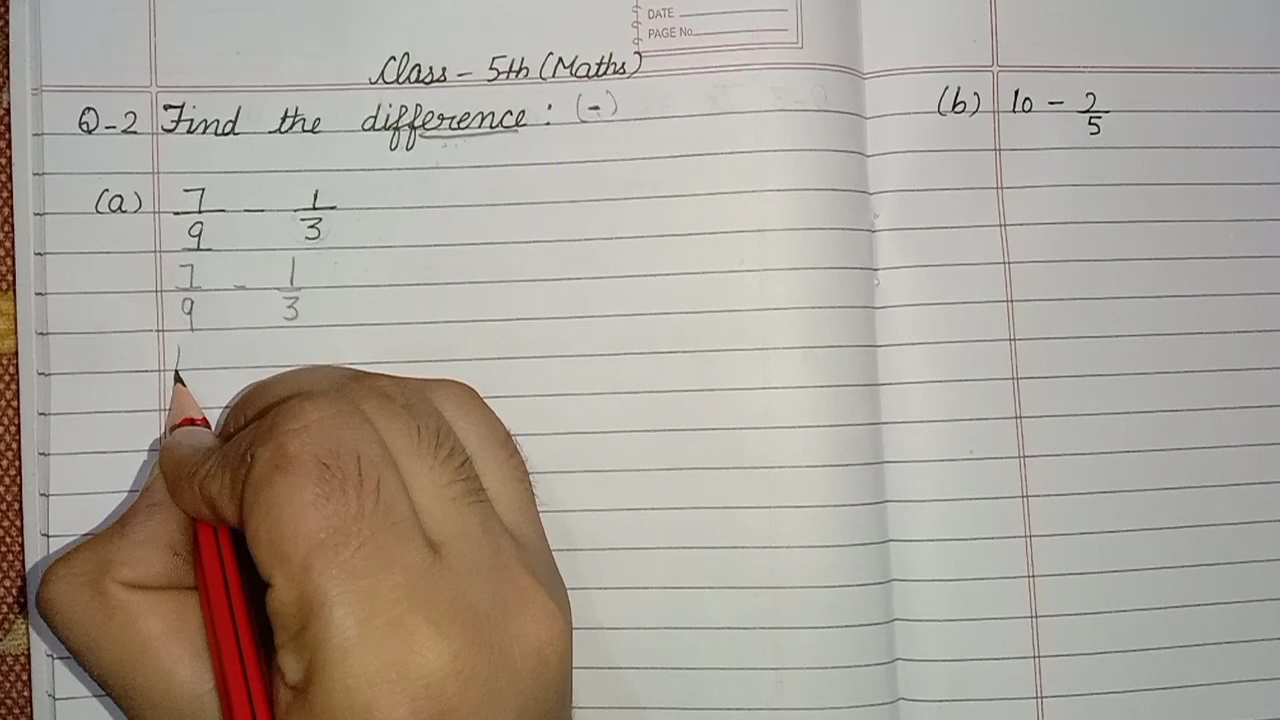 DATE
PAGE No.
Class - 5th (Maths)
Q-2 Find the difference : (-)
(a) 7/9 - 1/3
7/9 - 1/3
(b) 10 - 2/5